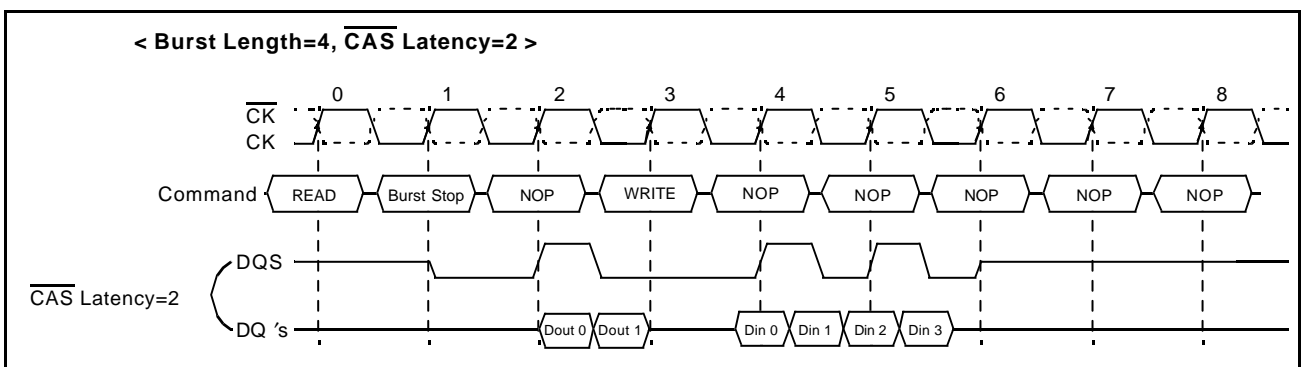 < Burst Length=4, CAS Latency=2 >
0 1 2 3 4 5 6 7 8
CK
CK
Command READ Burst Stop NOP WRITE NOP NOP NOP NOP NOP
DQS
CAS Latency=2
DQ 's Dout 0 Dout 1 Din 0 Din 1 Din 2 Din 3